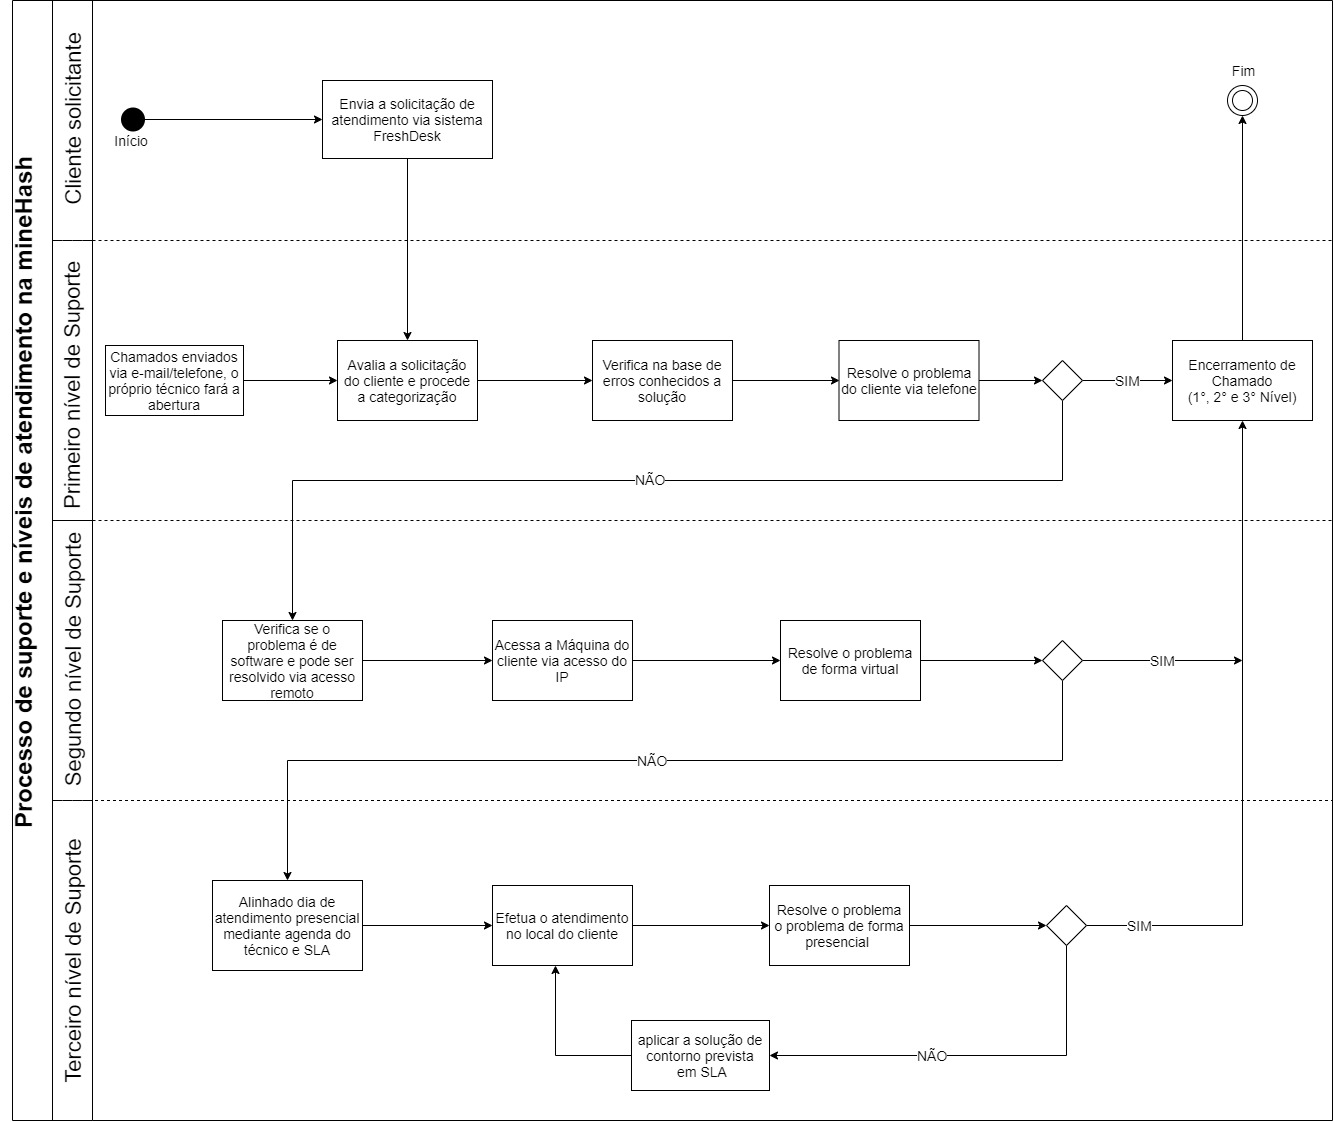 Processo de suporte e níveis de atendimento na mineHash
Cliente solicitante
Início
Envia a solicitação de
atendimento via sistema
FreshDesk
Fim
Primeiro nível de Suporte
Chamados enviados
via e-mail/telefone, o
próprio técnico fará a
abertura
Avalia a solicitação
do cliente e procede
a categorização
Verifica na base de
erros conhecidos a
solução
Resolve o problema
do cliente via telefone
SIM
Encerramento de
Chamado
(1°, 2° e 3° Nível)
NÃO
Segundo nível de Suporte
Verifica se o
problema é de
software e pode ser
resolvido via acesso
remoto
Acessa a Máquina do
cliente via acesso do
IP
Resolve o problema
de forma virtual
SIM
NÃO
Terceiro nível de Suporte
Alinhado dia de
atendimento presencial
mediante agenda do
técnico e SLA
Efetua o atendimento
no local do cliente
Resolve o problema
o problema de forma
presencial
SIM
aplicar a solução de
contorno prevista
em SLA
NÃO